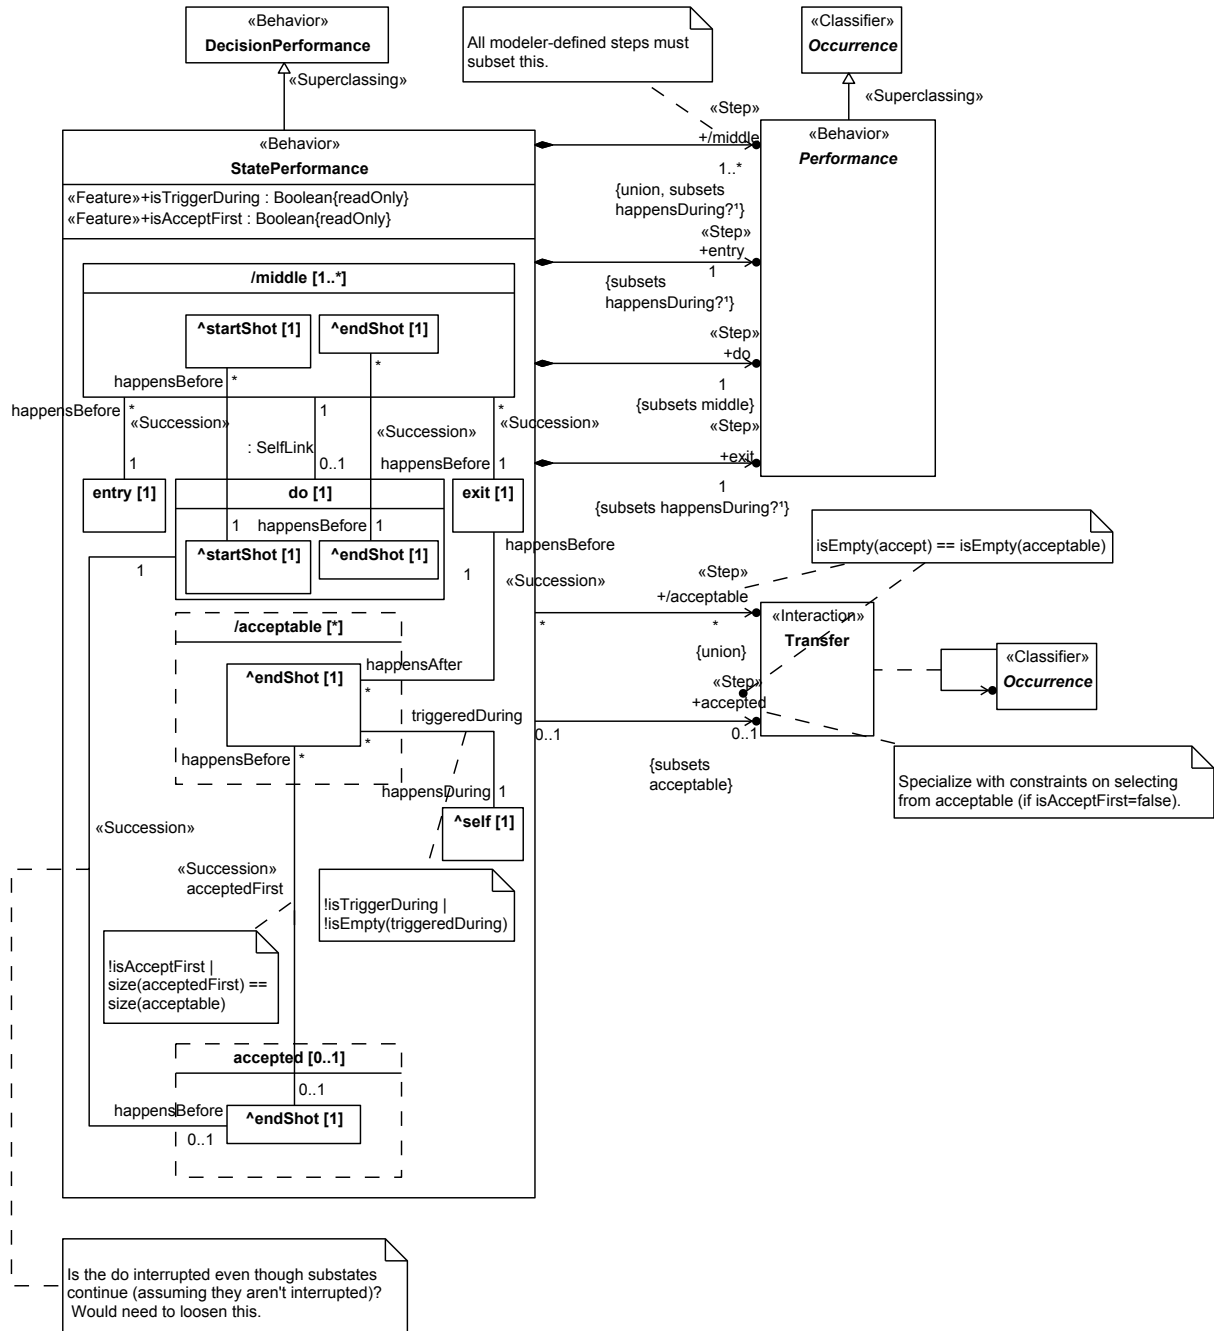 «Behavior»
DecisionPerformance
«Superclassing»
All modeler-defined steps must
subset this.
«Classifier»
Occurrence
«Superclassing»
«Behavior»
StatePerformance
«Feature»+isTriggerDuring : Boolean{readOnly}
«Feature»+isAcceptFirst : Boolean{readOnly}
«Step»
+/middle
1..*
{union, subsets
happensDuring?¹}
«Behavior»
Performance
«Step»
+entry
1
{subsets
happensDuring?¹}
«Step»
+do
1
{subsets middle}
«Step»
+exit
1
{subsets happensDuring?¹}
/middle [1..*]
^startShot [1]
^endShot [1]
happensBefore
*
*
happensBefore
*
«Succession»
1
: SelfLink
0..1
«Succession»
*
«Succession»
happensBefore
1
1
entry [1]
do [1]
exit [1]
1
happensBefore
1
^startShot [1]
^endShot [1]
1
happensBefore
1
«Succession»
isEmpty(accept) == isEmpty(acceptable)
«Step»
+/acceptable
*
*
{union}
«Step»
+accepted
0..1
0..1
{subsets
acceptable}
«Interaction»
Transfer
«Classifier»
Occurrence
Specialize with constraints on selecting
from acceptable (if isAcceptFirst=false).
/acceptable [*]
^endShot [1]
happensAfter
*
triggeredDuring
*
happensBefore
*
happensDuring
1
^self [1]
«Succession»
«Succession»
acceptedFirst
!isTriggerDuring |
!isEmpty(triggeredDuring)
!isAcceptFirst |
size(acceptedFirst) ==
size(acceptable)
accepted [0..1]
0..1
happensBefore
0..1
^endShot [1]
Is the do interrupted even though substates
continue (assuming they aren't interrupted)?
Would need to loosen this.